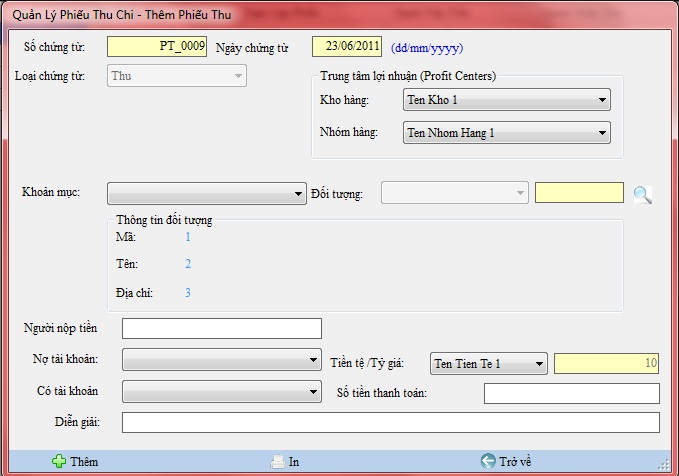 Quản Lý Phiếu Thu Chi - Thêm Phiếu Thu
Số chứng từ: PT_0009 Ngày chứng từ 23/06/2011 (dd/mm/yyyy)
Loại chứng từ: Thu
Trung tâm lợi nhuận (Profit Centers)
Kho hàng: Ten Kho 1
Nhóm hàng: Ten Nhom Hang 1
Khoản mục: Đối tượng:
Thông tin đối tượng
Mã: 1
Tên: 2
Địa chỉ: 3
Người nộp tiền
Nợ tài khoản: Tiền tệ /Tỷ giá: Ten Tien Te 1 10
Có tài khoản Số tiền thanh toán:
Diễn giải:
Thêm In Trở về